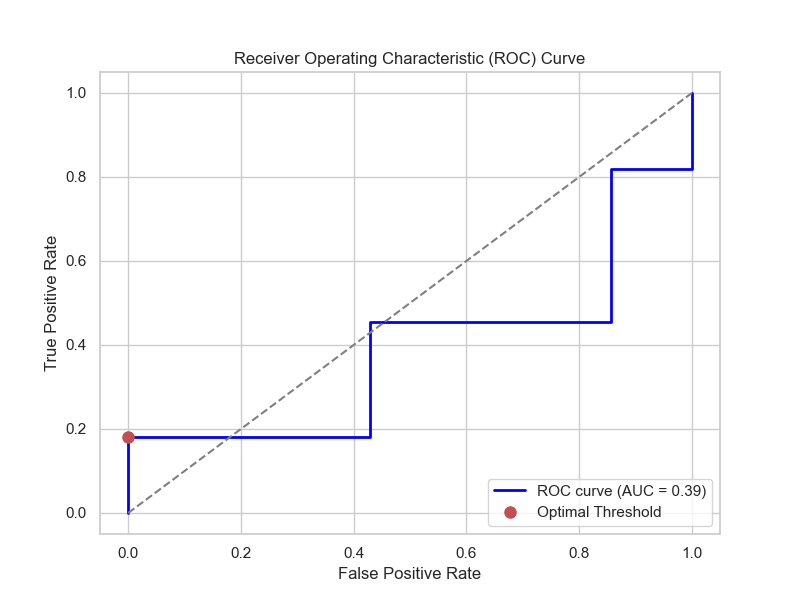 Receiver Operating Characteristic (ROC) Curve
1.0
0.8
0.6
0.4
0.2
0.0
True Positive Rate
ROC curve (AUC = 0.39)
Optimal Threshold
0.0 0.2 0.4 0.6 0.8 1.0
False Positive Rate